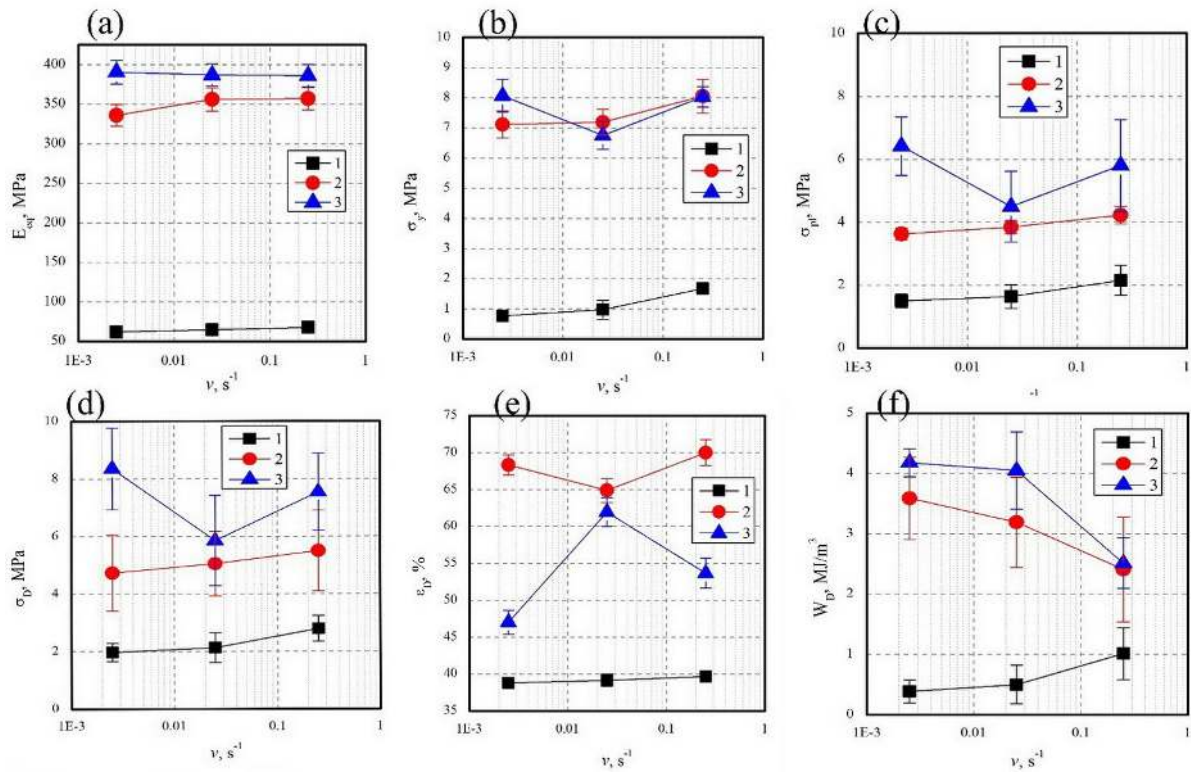 (a)
400
350
300
250
200
150
100
50
1E-3 0.01 0.1 1
E_eq, MPa
v, s⁻¹
1
2
3
(b)
10
9
8
7
6
5
4
3
2
1
0
1E-3 0.01 0.1 1
σ_y, MPa
v, s⁻¹
1
2
3
(c)
10
8
6
4
2
0
1E-3 0.01 0.1 1
σ_pl, MPa
⁻¹
1
2
3
(d)
10
8
6
4
2
0
1E-3 0.01 0.1 1
σ_D, MPa
v, s⁻¹
1
2
3
(e)
75
70
65
60
55
50
45
40
35
1E-3 0.01 0.1 1
ε_D, %
v, s⁻¹
1
2
3
(f)
5
4
3
2
1
0
1E-3 0.01 0.1 1
W_D, MJ/m³
v, s⁻¹
1
2
3